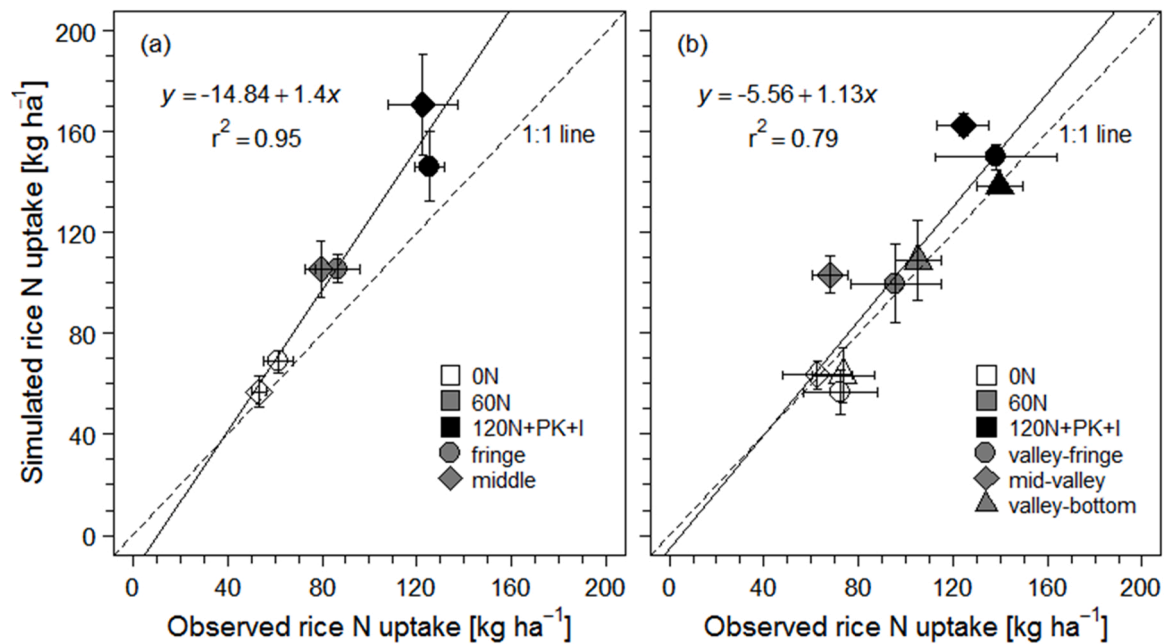 (a)
y = -14.84 + 1.4x
r² = 0.95
1:1 line
0N
60N
120N+PK+I
fringe
middle
200
160
120
80
40
0
Simulated rice N uptake [kg ha⁻¹]
0 40 80 120 160 200
Observed rice N uptake [kg ha⁻¹]
(b)
y = -5.56 + 1.13x
r² = 0.79
1:1 line
0N
60N
120N+PK+I
valley-fringe
mid-valley
valley-bottom
0 40 80 120 160 200
Observed rice N uptake [kg ha⁻¹]